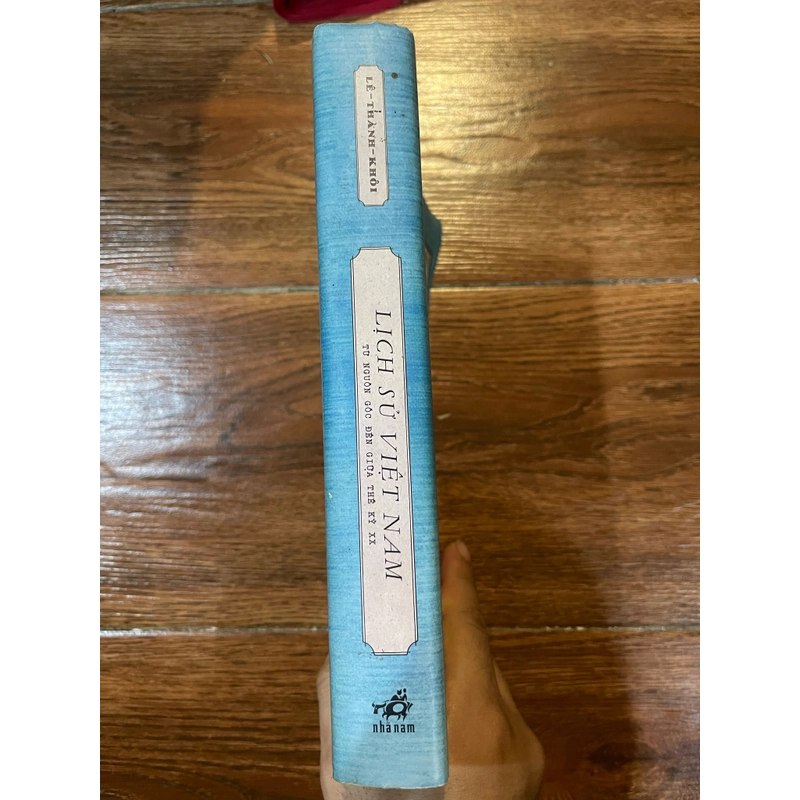 LÊ-THÀNH-KHÔI
LỊCH SỬ VIỆT NAM
TỪ NGUỒN GỐC ĐẾN GIỮA THẾ KỶ XX
nhã nam